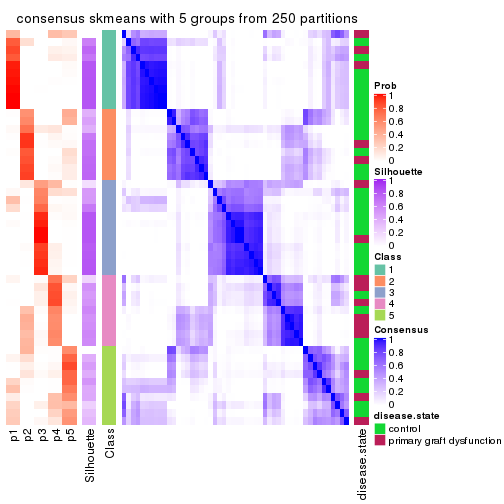 consensus skmeans with 5 groups from 250 partitions
Prob
1
0.8
0.6
0.4
0.2
0
Silhouette
1
0.8
0.6
0.4
0.2
0
Class
1
2
3
4
5
Consensus
1
0.8
0.6
0.4
0.2
0
disease.state
control
primary graft dysfunction
p1
p2
p3
p4
p5
Silhouette
Class
disease.state